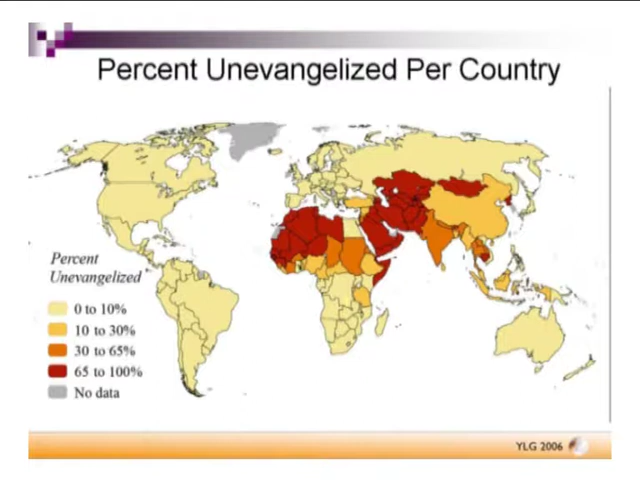 Percent Unevangelized Per Country
Percent
Unevangelized
0 to 10%
10 to 30%
30 to 65%
65 to 100%
No data
YLG 2006